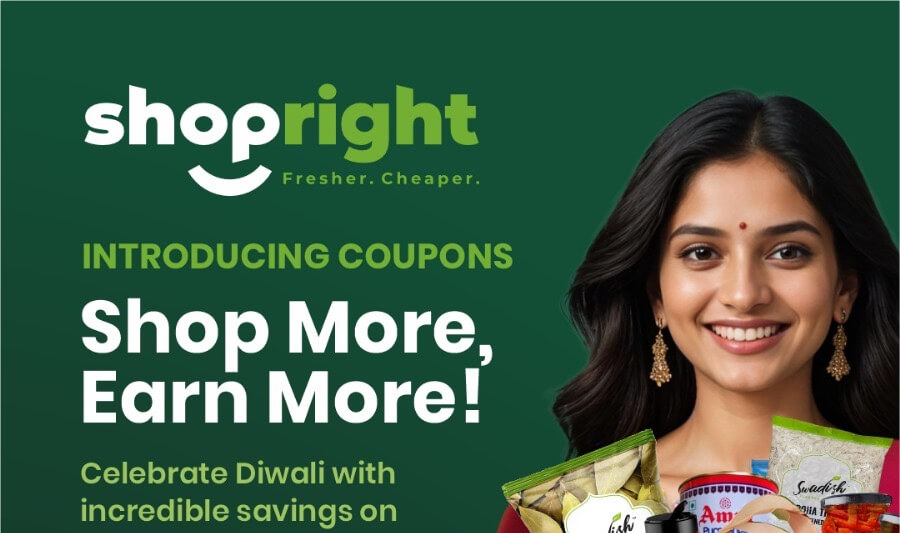 shopright
Fresher. Cheaper.
INTRODUCING COUPONS
Shop More,
Earn More!
Celebrate Diwali with
incredible savings on
Swadish